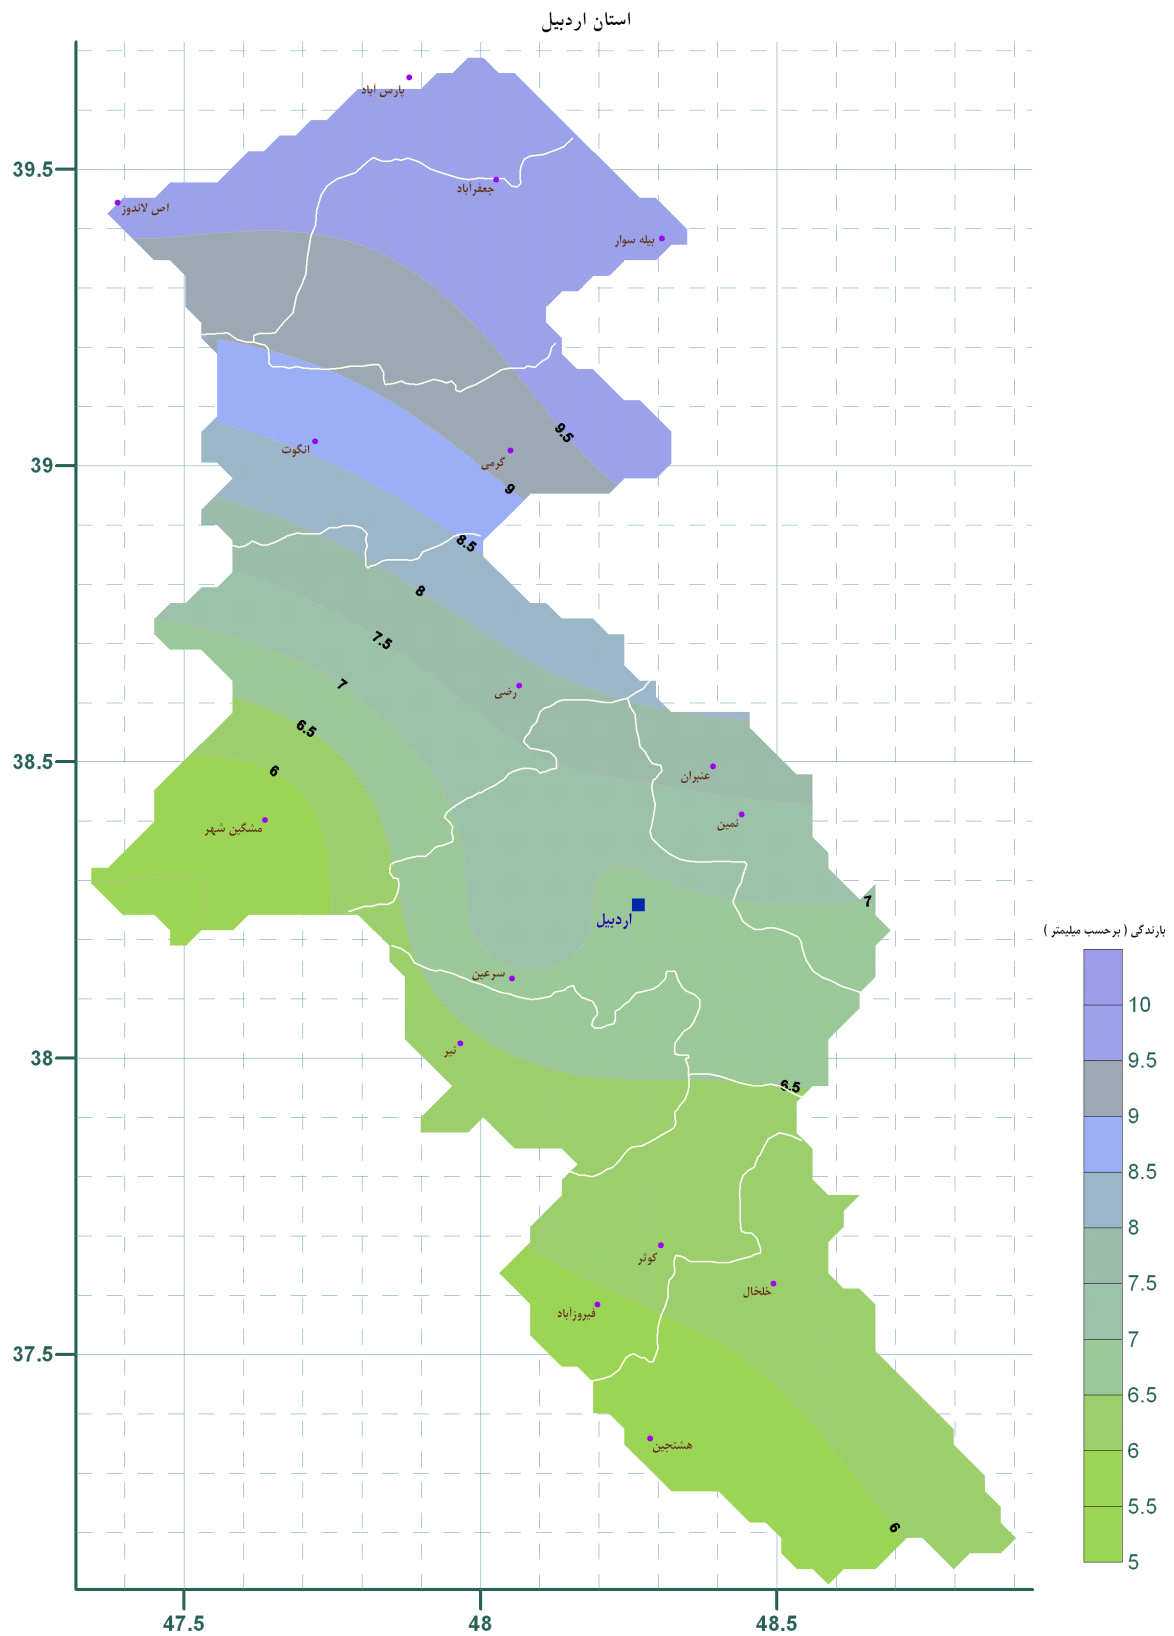 استان اردبیل
پارس آباد
39.5
جعفرآباد
اص لاندوز
بیله سوار
9.5
انگوت
گرمی
39
9
8.5
8
7.5
7
رضی
6.5
6
38.5
عنبران
نمین
مشگین شهر
7
اردبیل
بارندگی ( برحسب میلیمتر )
سرعین
10
نیر
38
9.5
6.5
9
8.5
8
کوثر
7.5
خلخال
فیروزآباد
7
37.5
6.5
هشتجین
6
5.5
6
5
47.5
48
48.5